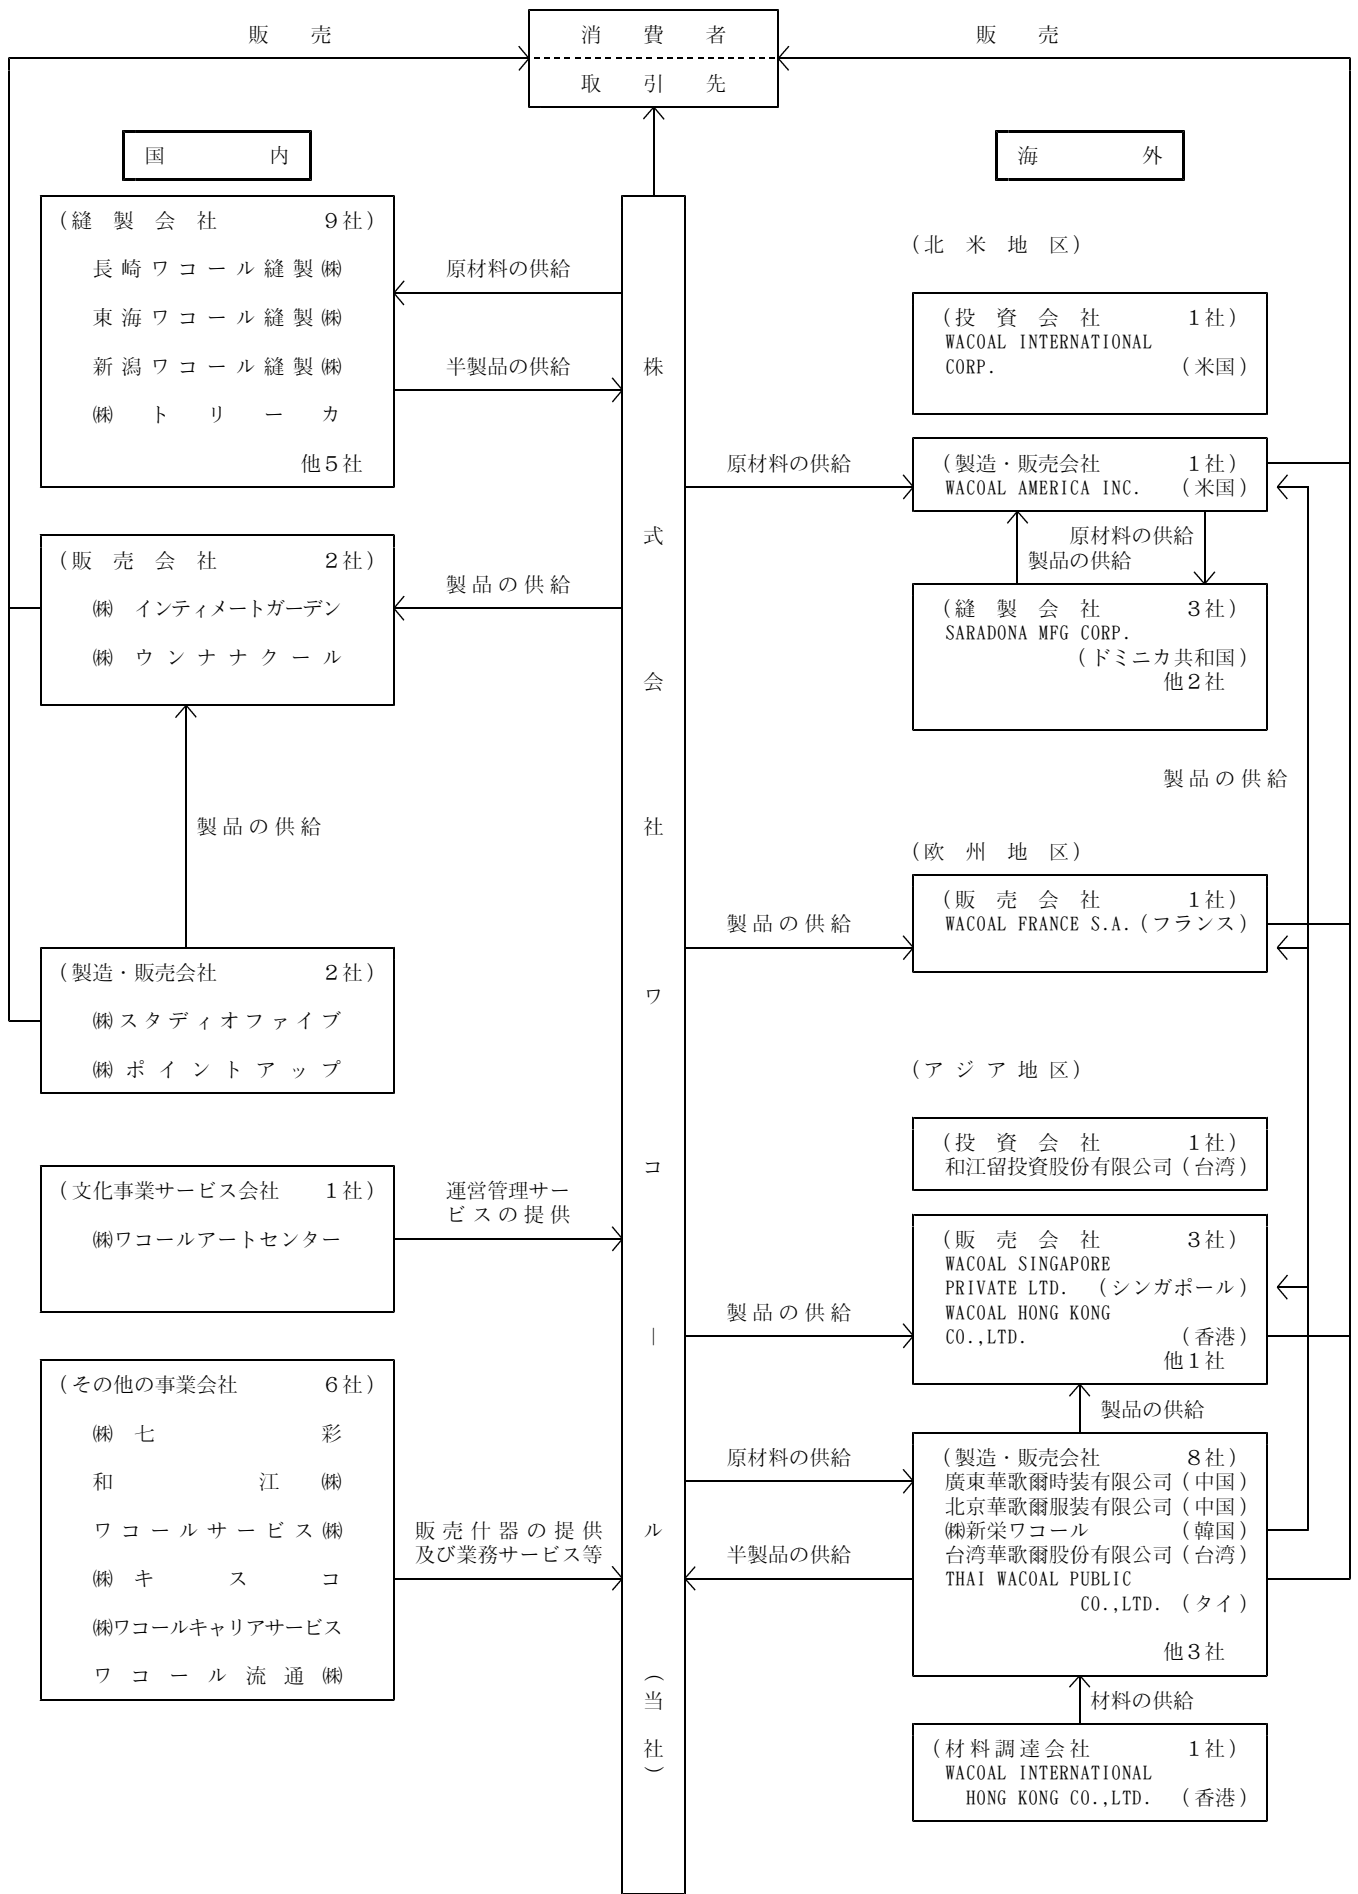 販売
消費者
取引先
販売
国内
(縫製会社 9社)
長崎ワコール縫製㈱
東海ワコール縫製㈱
新潟ワコール縫製㈱
㈱トリーカ
他5社
原材料の供給
半製品の供給
(販売会社 2社)
㈱インティメートガーデン
㈱ウンナナクール
製品の供給
製品の供給
(製造・販売会社 2社)
㈱スタディオファイブ
㈱ポイントアップ
(文化事業サービス会社 1社)
㈱ワコールアートセンター
運営管理サー
ビスの提供
(その他の事業会社 6社)
㈱七彩
和江㈱
ワコールサービス㈱
㈱キスコ
㈱ワコールキャリアサービス
ワコール流通㈱
販売什器の提供
及び業務サービス等
株式会社ワコール(当社)
海外
(北米地区)
(投資会社 1社)
WACOAL INTERNATIONAL
CORP. (米国)
原材料の供給
(製造・販売会社 1社)
WACOAL AMERICA INC. (米国)
原材料の供給
製品の供給
(縫製会社 3社)
SARADONA MFG CORP.
(ドミニカ共和国)
他2社
製品の供給
(欧州地区)
製品の供給
(販売会社 1社)
WACOAL FRANCE S.A.(フランス)
(アジア地区)
(投資会社 1社)
和江留投資股份有限公司(台湾)
製品の供給
(販売会社 3社)
WACOAL SINGAPORE
PRIVATE LTD. (シンガポール)
WACOAL HONG KONG
CO.,LTD. (香港)
他1社
製品の供給
原材料の供給
半製品の供給
(製造・販売会社 8社)
廣東華歌爾時装有限公司(中国)
北京華歌爾服装有限公司(中国)
㈱新栄ワコール (韓国)
台湾華歌爾股份有限公司(台湾)
THAI WACOAL PUBLIC
CO.,LTD. (タイ)
他3社
材料の供給
(材料調達会社 1社)
WACOAL INTERNATIONAL
HONG KONG CO.,LTD. (香港)